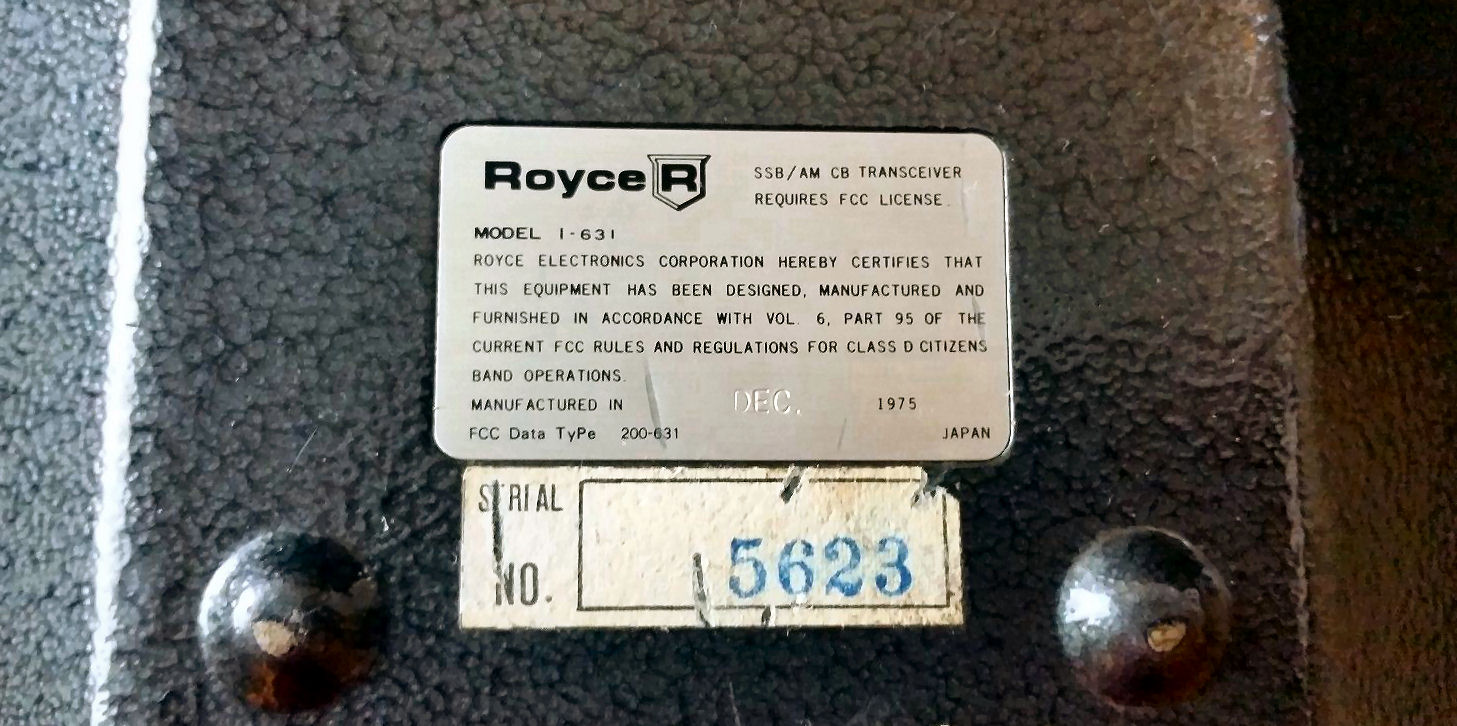 Royce R
SSB/AM CB TRANSCEIVER
REQUIRES FCC LICENSE.
MODEL 1-631
ROYCE ELECTRONICS CORPORATION HEREBY CERTIFIES THAT
THIS EQUIPMENT HAS BEEN DESIGNED, MANUFACTURED AND
FURNISHED IN ACCORDANCE WITH VOL. 6, PART 95 OF THE
CURRENT FCC RULES AND REGULATIONS FOR CLASS D CITIZENS
BAND OPERATIONS.
MANUFACTURED IN DEC. 1975
FCC Data TyPe 200-631 JAPAN
SERIAL
NO. 5623